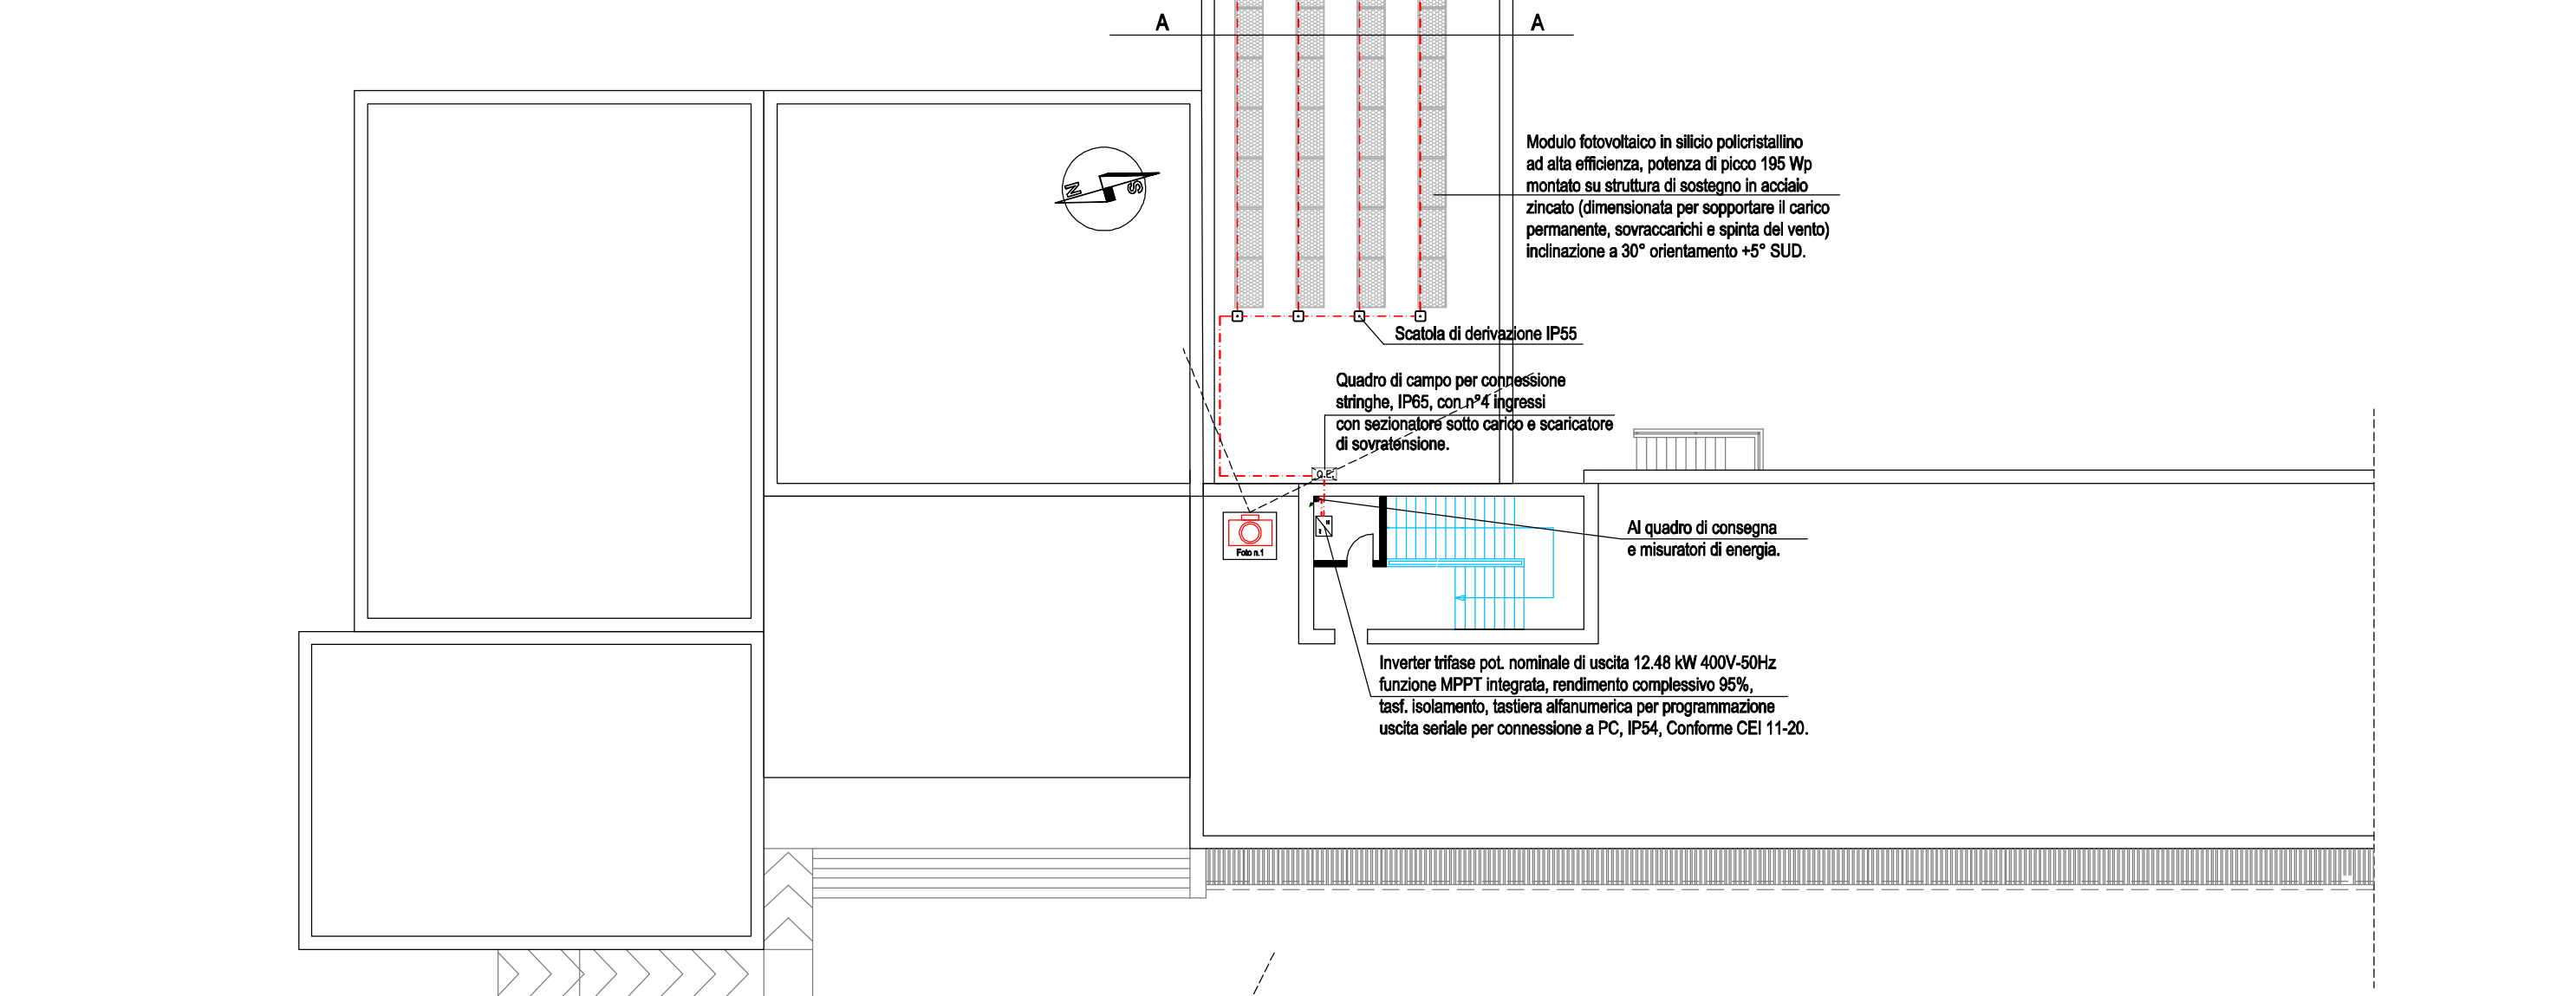 A
A
Modulo fotovoltaico in silicio policristallino
ad alta efficienza, potenza di picco 195 Wp
montato su struttura di sostegno in acciaio
zincato (dimensionata per sopportare il carico
permanente, sovraccarichi e spinta del vento)
inclinazione a 30° orientamento +5° SUD.
N
S
Scatola di derivazione IP55
Quadro di campo per connessione
stringhe, IP65, con n°4 ingressi
con sezionatore sotto carico e scaricatore
di sovratensione.
Foto n.1
Al quadro di consegna
e misuratori di energia.
Inverter trifase pot. nominale di uscita 12.48 kW 400V-50Hz
funzione MPPT integrata, rendimento complessivo 95%,
tasf. isolamento, tastiera alfanumerica per programmazione
uscita seriale per connessione a PC, IP54, Conforme CEI 11-20.